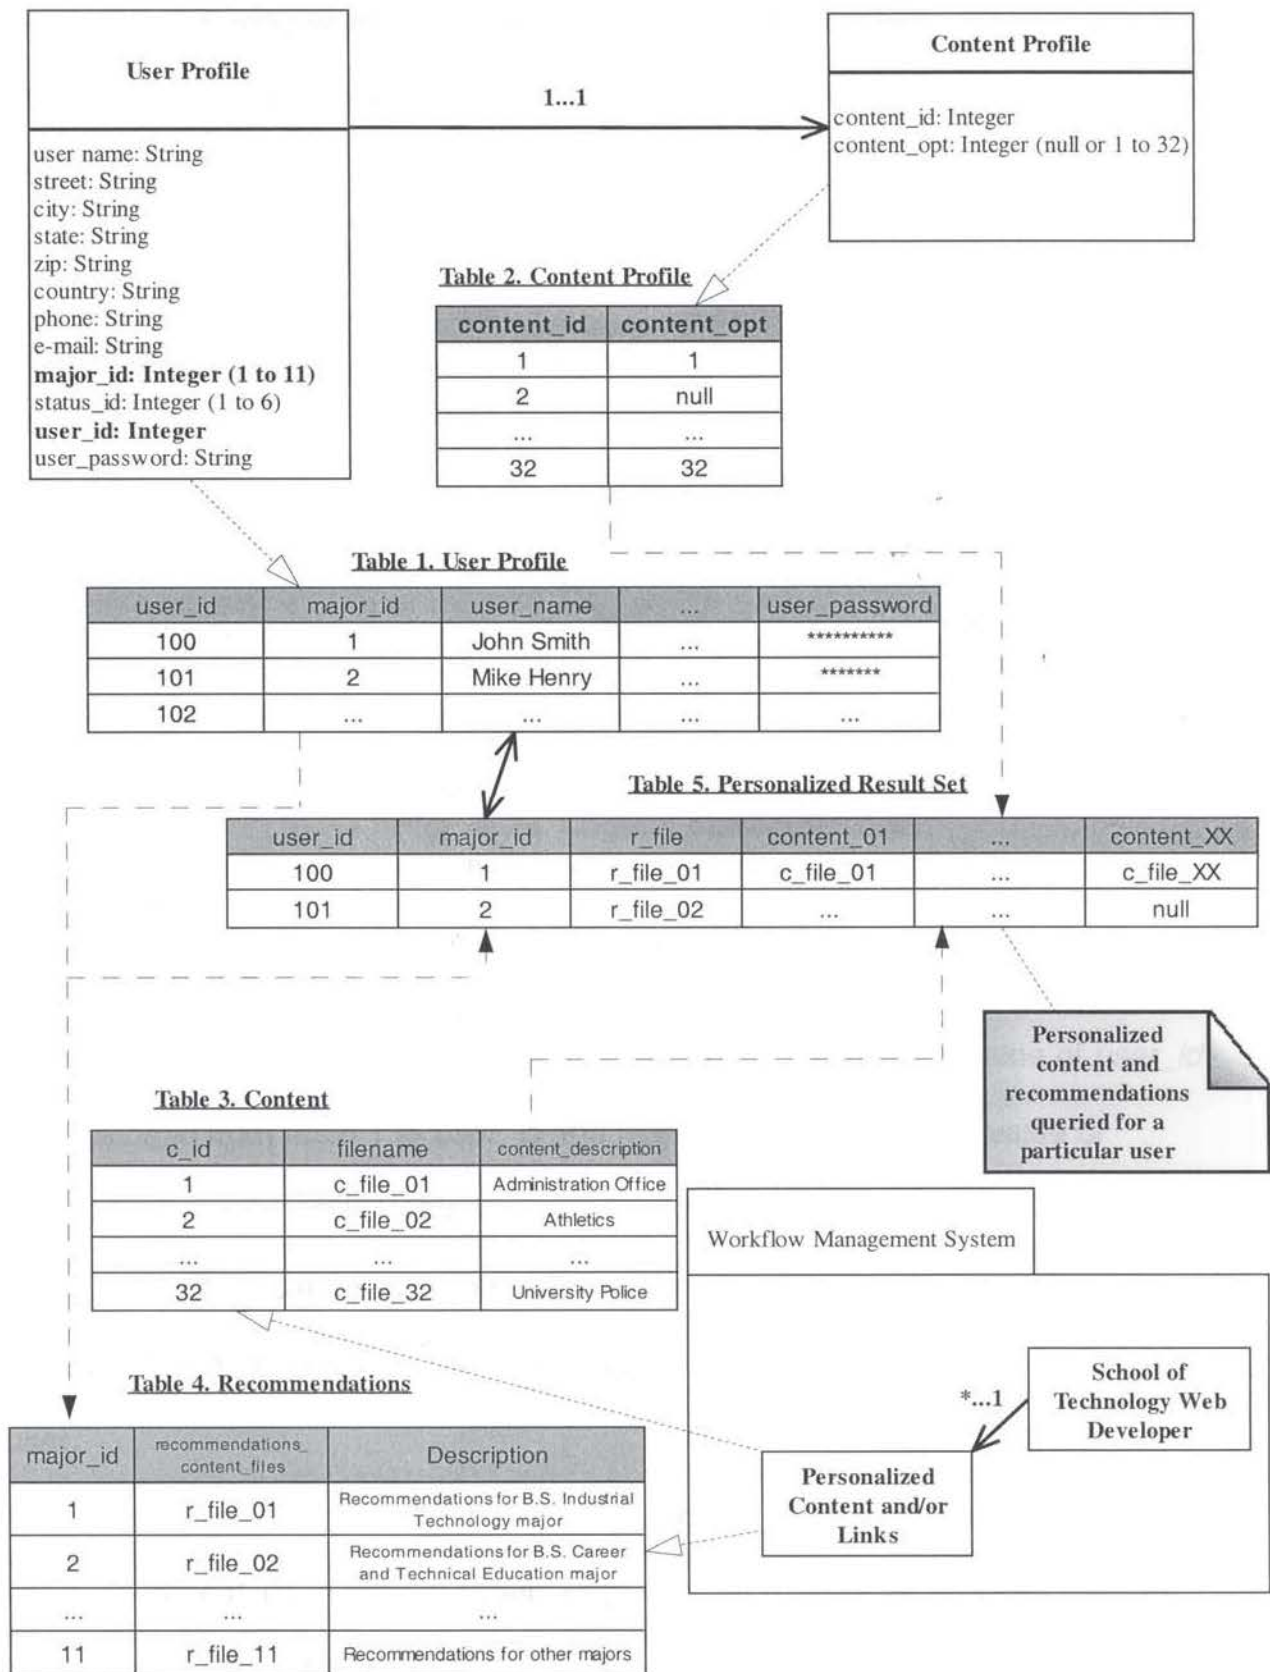 User Profile
user name: String
street: String
city: String
state: String
zip: String
country: String
phone: String
e-mail: String
major_id: Integer (1 to 11)
status_id: Integer (1 to 6)
user_id: Integer
user_password: String
1...1
Content Profile
content_id: Integer
content_opt: Integer (null or 1 to 32)
Table 2. Content Profile
content_id content_opt
1 1
2 null
... ...
32 32
Table 1. User Profile
user_id major_id user_name ... user_password
100 1 John Smith ... **********
101 2 Mike Henry ... *******
102 ... ... ... ...
Table 5. Personalized Result Set
user_id major_id r_file content_01 ... content_XX
100 1 r_file_01 c_file_01 ... c_file_XX
101 2 r_file_02 ... ... null
Personalized
content and
recommendations
queried for a
particular user
Table 3. Content
c_id filename content_description
1 c_file_01 Administration Office
2 c_file_02 Athletics
... ... ...
32 c_file_32 University Police
Workflow Management System
School of
Technology Web
Developer
*...1
Personalized
Content and/or
Links
Table 4. Recommendations
major_id recommendations_
content_files Description
1 r_file_01 Recommendations for B.S. Industrial
Technology major
2 r_file_02 Recommendations for B.S. Career
and Technical Education major
... ... ...
11 r_file_11 Recommendations for other majors